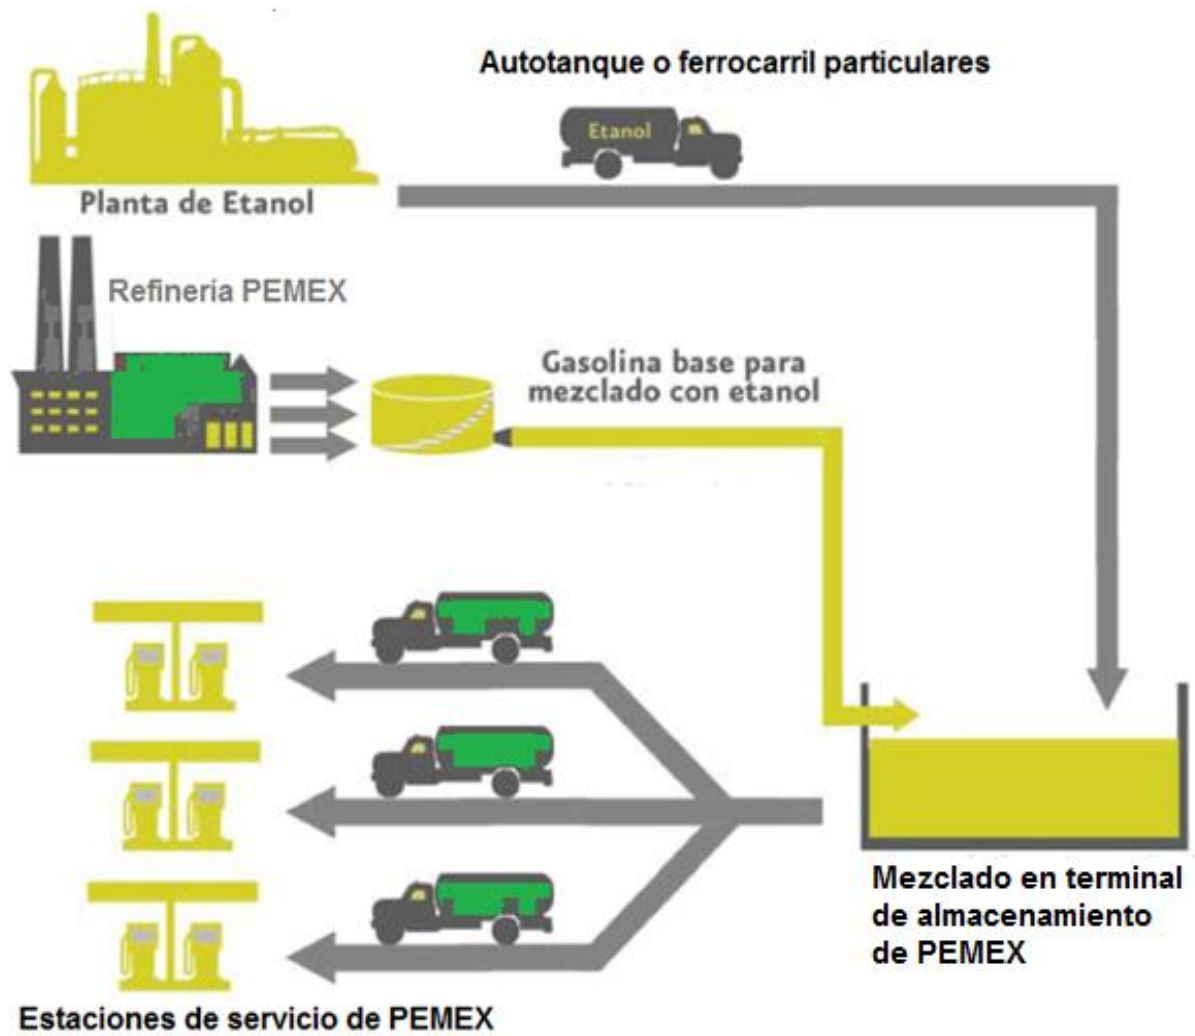 Autotanque o ferrocarril particulares
Etanol
Planta de Etanol
Refinería PEMEX
Gasolina base para
mezclado con etanol
Mezclado en terminal
de almacenamiento
de PEMEX
Estaciones de servicio de PEMEX